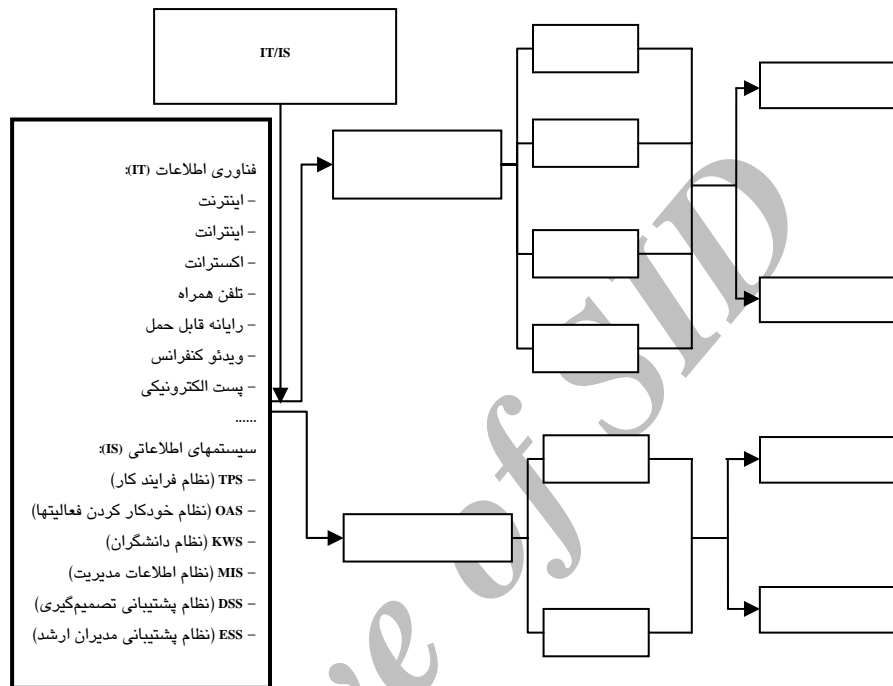 IT/IS
فناوری اطلاعات (IT):
- اینترنت
- اینترانت
- اکسترانت
- تلفن همراه
- رایانه قابل حمل
- ویدئو کنفرانس
- پست الکترونیکی
......
سیستمهای اطلاعاتی (IS):
- TPS (نظام فرایند کار)
- OAS (نظام خودکار کردن فعالیتها)
- KWS (نظام دانشگران)
- MIS (نظام اطلاعات مدیریت)
- DSS (نظام پشتیبانی تصمیم‌گیری)
- ESS (نظام پشتیبانی مدیران ارشد)
of SID